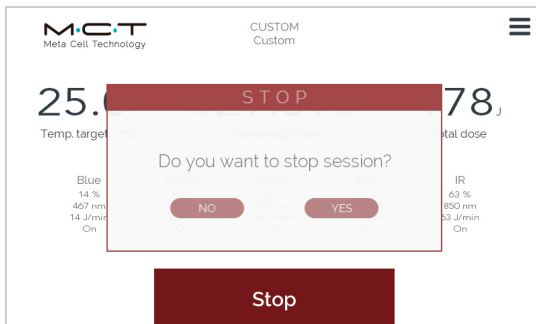 M·C·T
Meta Cell Technology
CUSTOM
Custom
STOP
25.
78 J
Temp. target
Remaining Time
tal dose
Do you want to stop session?
Blue
IR
14 %
63 %
467 nm
850 nm
NO
YES
14 J/min
63 J/min
On
On
Stop